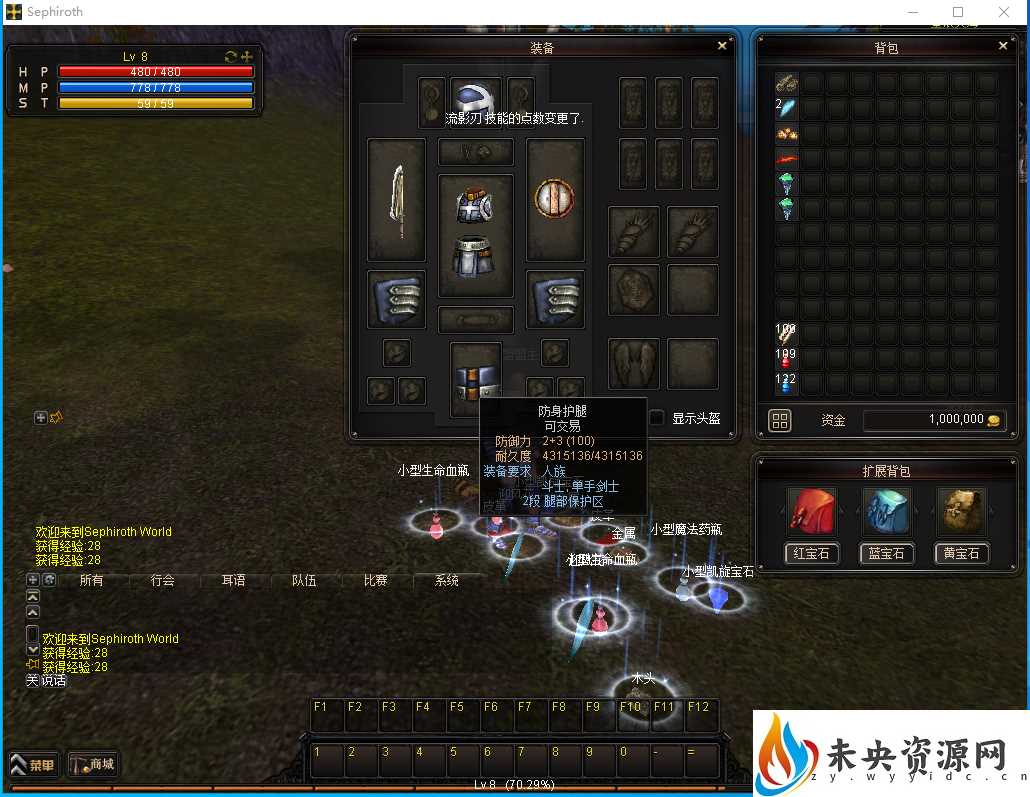 Sephiroth
Lv 8
H P 480 / 480
M P 778 / 778
S T 59 / 59
装备
流影刃 技能的点数变更了.
显示头盔
防身护腿
可交易
防御力 2+3 (100)
耐久度 4315136/4315136
装备要求 人族
斗士, 单手剑士
2段 腿部保护区
背包
2
100
109
122
资金 1,000,000
扩展背包
红宝石 蓝宝石 黄宝石
小型生命血瓶
金属
小型魔法药瓶
小型凯旋宝石
木头
欢迎来到Sephiroth World
获得经验:28
获得经验:28
所有 行会 耳语 队伍 比赛 系统
欢迎来到Sephiroth World
获得经验:28
获得经验:28
说话
F1 F2 F3 F4 F5 F6 F7 F8 F9 F10 F11 F12
1 2 3 4 5 6 7 8 9 0 - =
菜单 商城
Lv 8 (70.29%)
未央资源网
zy.wyyidc.cn